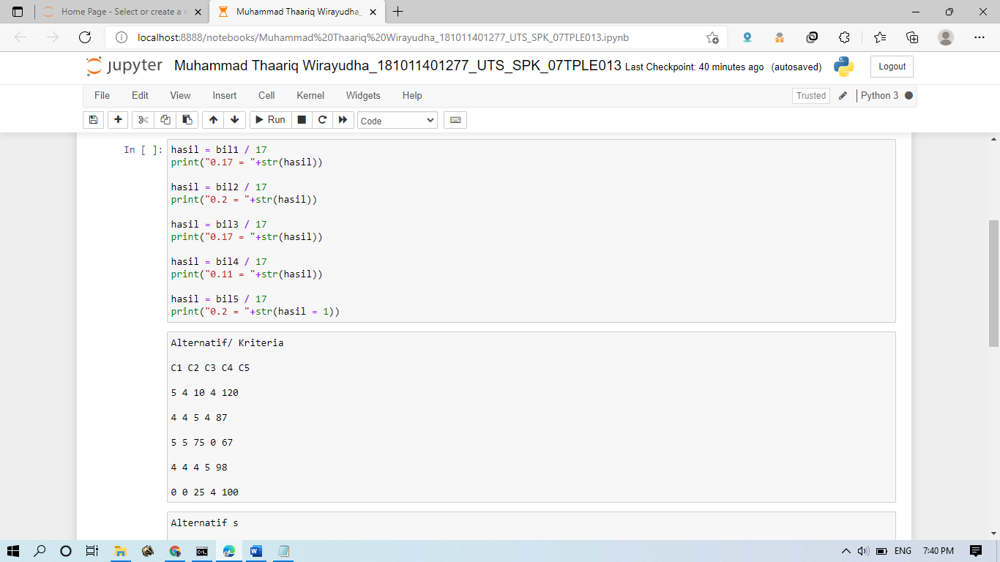 Home Page - Select or create a n
Muhammad Thaariq Wirayudha_
localhost:8888/notebooks/Muhammad%20Thaariq%20Wirayudha_181011401277_UTS_SPK_07TPLE013.ipynb
jupyter Muhammad Thaariq Wirayudha_181011401277_UTS_SPK_07TPLE013 Last Checkpoint: 40 minutes ago (autosaved) Logout
File Edit View Insert Cell Kernel Widgets Help Trusted Python 3
Run Code
In [ ]: hasil = bil1 / 17
print("0.17 = "+str(hasil))
hasil = bil2 / 17
print("0.2 = "+str(hasil))
hasil = bil3 / 17
print("0.17 = "+str(hasil))
hasil = bil4 / 17
print("0.11 = "+str(hasil))
hasil = bil5 / 17
print("0.2 = "+str(hasil = 1))
Alternatif/ Kriteria
C1 C2 C3 C4 C5
5 4 10 4 120
4 4 5 4 87
5 5 75 0 67
4 4 4 5 98
0 0 25 4 100
Alternatif s
ENG 7:40 PM